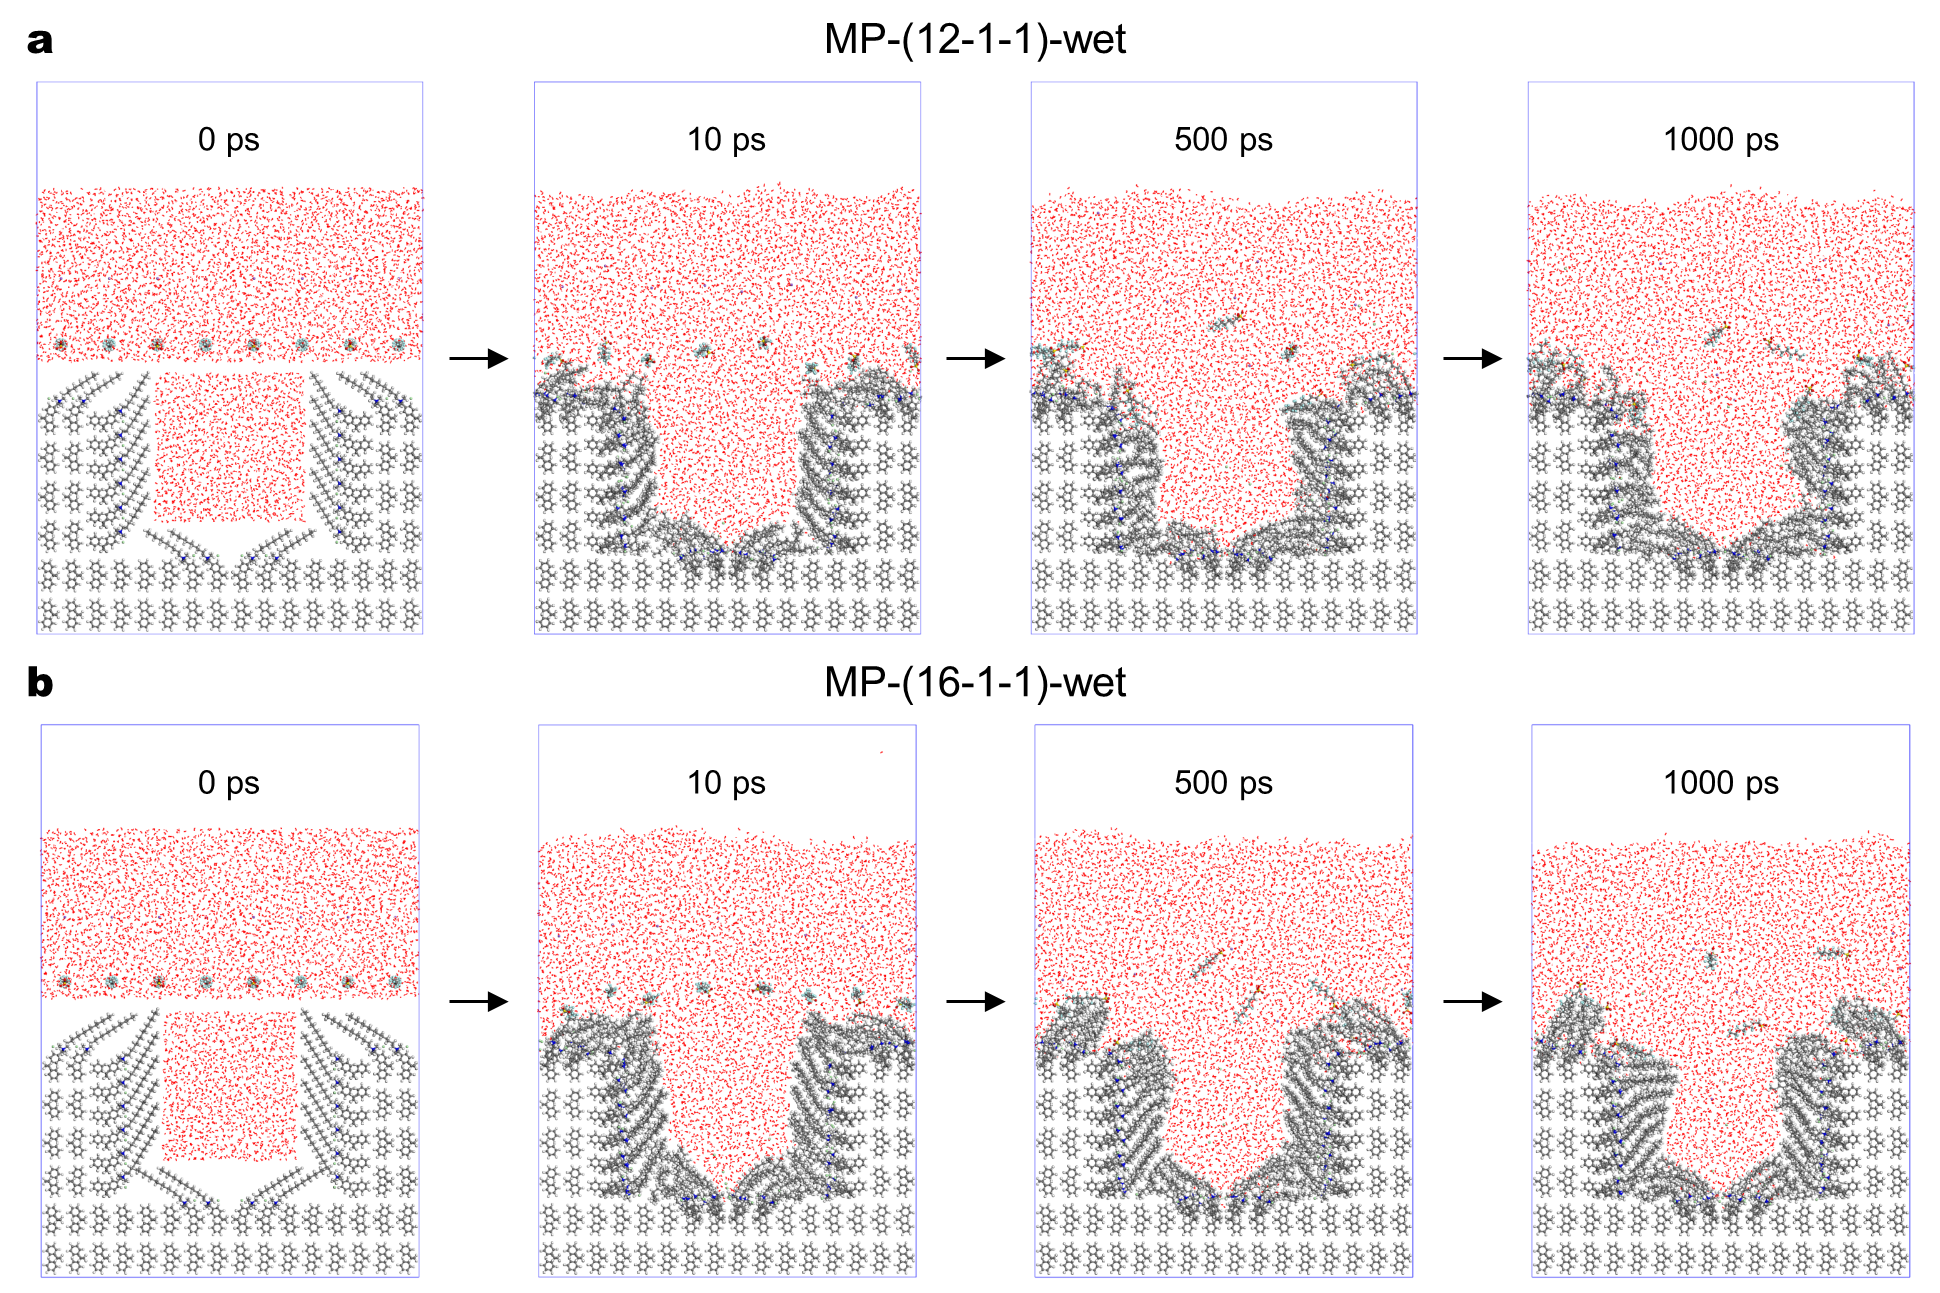 a
MP-(12-1-1)-wet
0 ps
10 ps
500 ps
1000 ps
b
MP-(16-1-1)-wet
0 ps
10 ps
500 ps
1000 ps